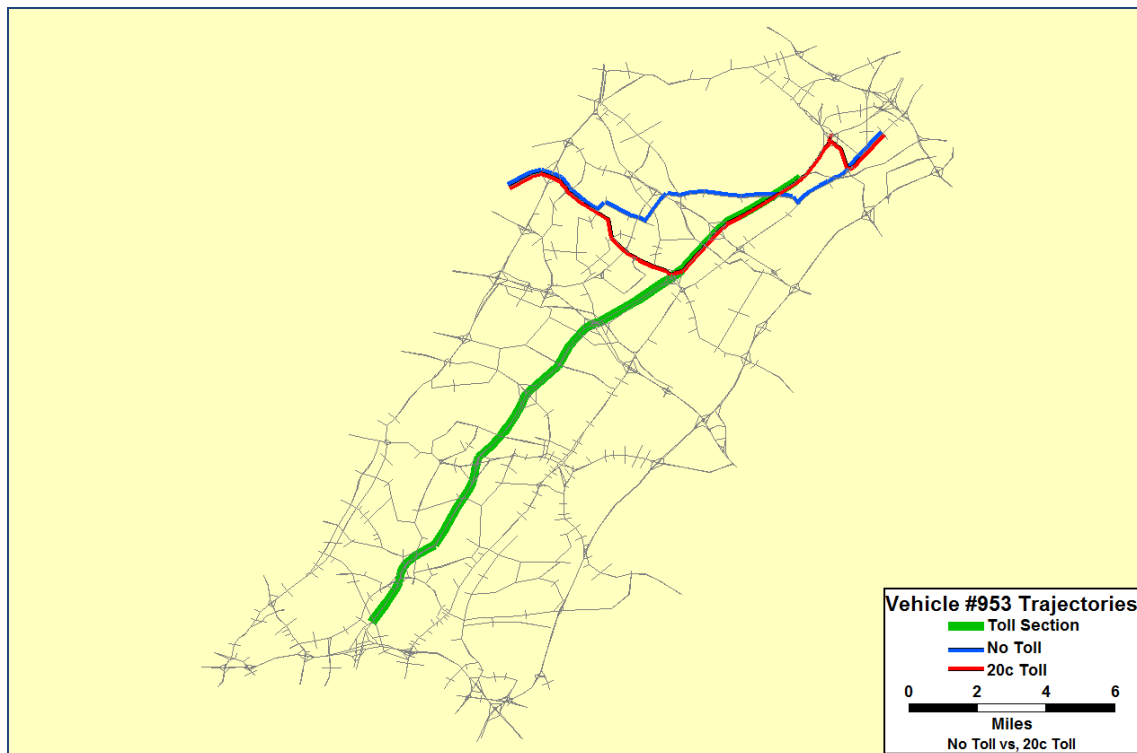 Vehicle #953 Trajectories
Toll Section
No Toll
20c Toll
0 2 4 6
Miles
No Toll vs, 20c Toll